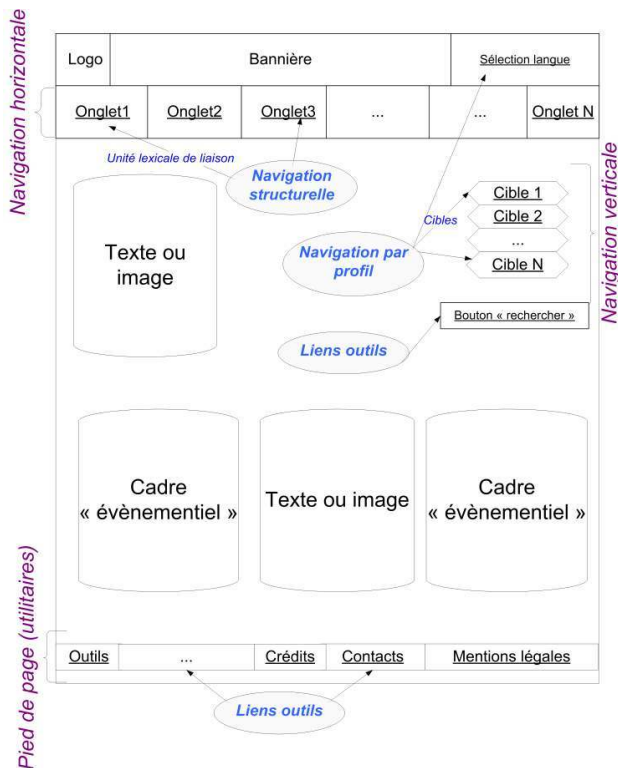 Logo
Bannière
Sélection langue
Navigation horizontale
Onglet1
Onglet2
Onglet3
...
...
Onglet N
Unité lexicale de liaison
Navigation
structurelle
Texte ou
image
Navigation par
profil
Cibles
Cible 1
Cible 2
...
Cible N
Navigation verticale
Bouton « rechercher »
Liens outils
Cadre
« évènementiel »
Texte ou image
Cadre
« évènementiel »
Pied de page (utilitaires)
Outils
...
Crédits
Contacts
Mentions légales
Liens outils